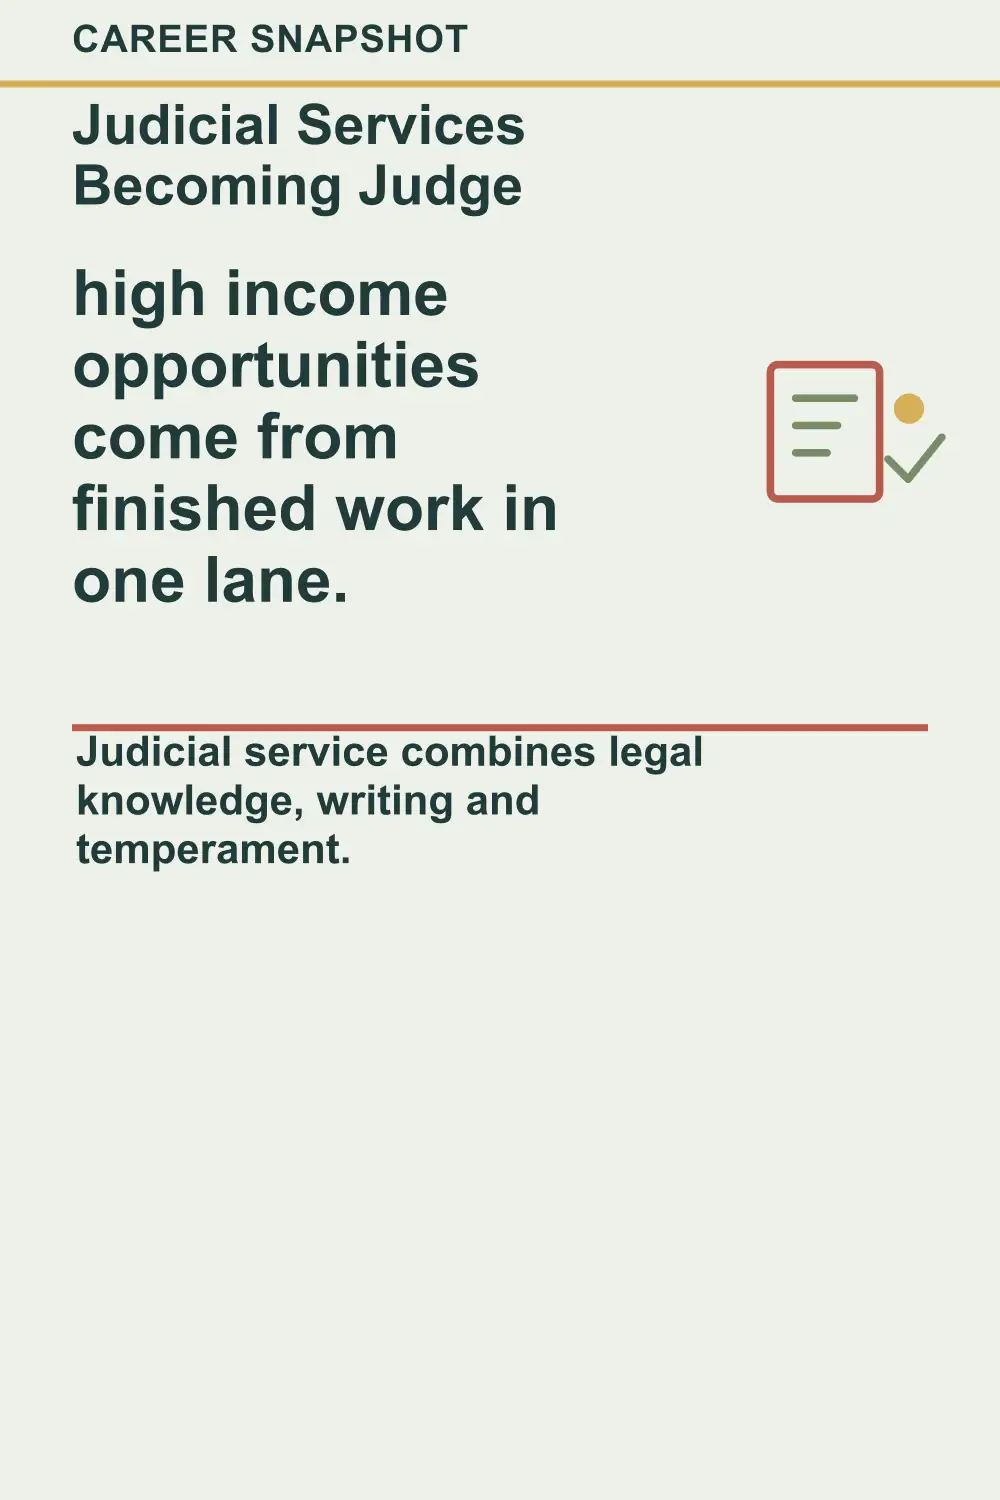 CAREER SNAPSHOT
Judicial Services
Becoming Judge
high income
opportunities
come from
finished work in
one lane.
Judicial service combines legal
knowledge, writing and
temperament.